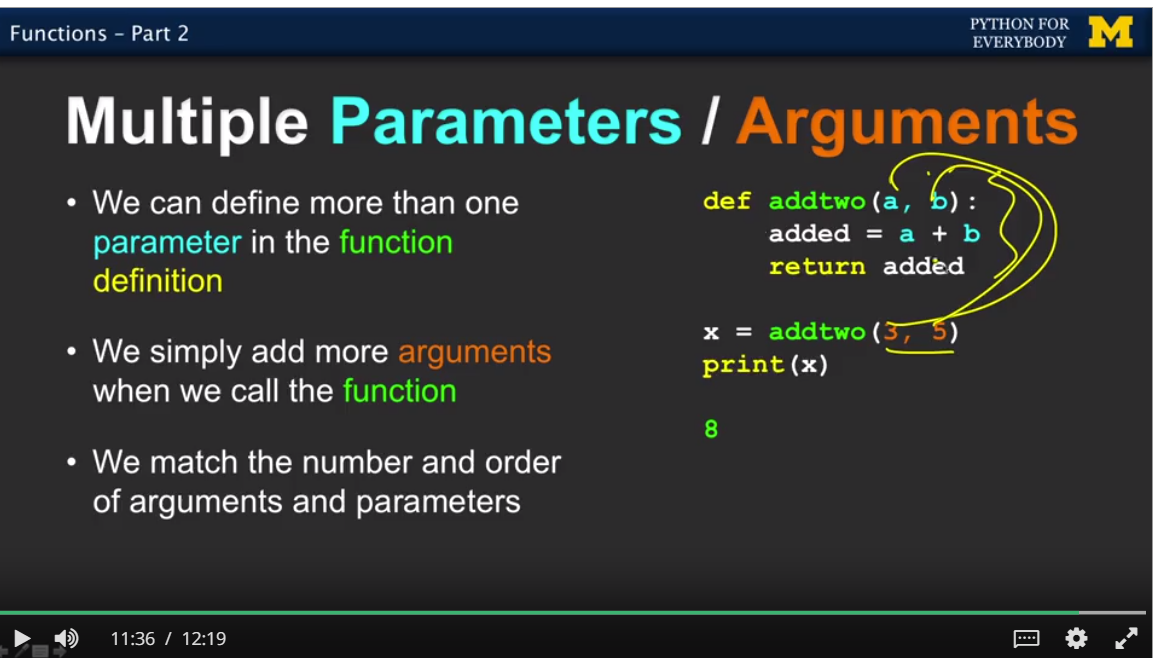 Functions – Part 2
PYTHON FOR
EVERYBODY
M
Multiple Parameters / Arguments
• We can define more than one
parameter in the function
definition
• We simply add more arguments
when we call the function
• We match the number and order
of arguments and parameters
def addtwo(a, b):
    added = a + b
    return added
x = addtwo(3, 5)
print(x)
8
11:36 / 12:19